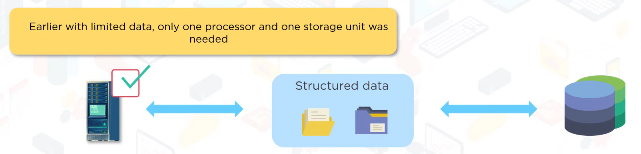 Earlier with limited data, only one processor and one storage unit was
needed
Structured data